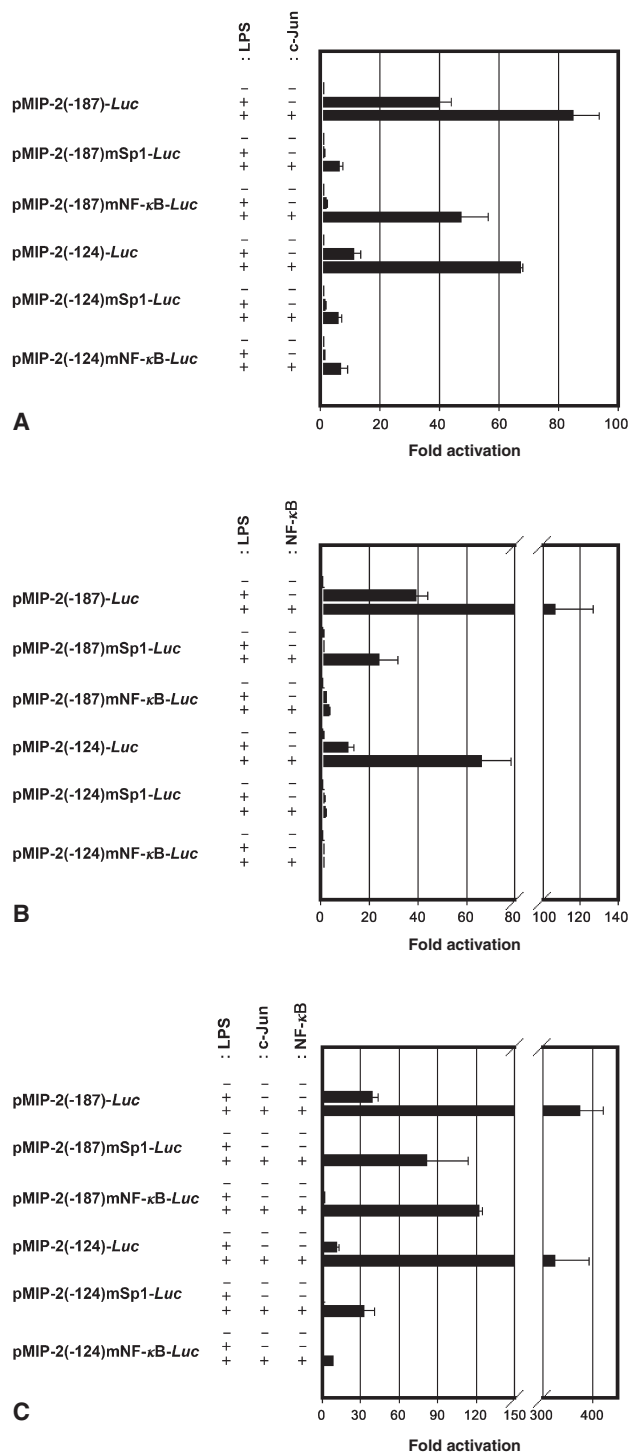 : LPS : c-Jun
pMIP-2(-187)-Luc
– –
+ –
+ +
pMIP-2(-187)mSp1-Luc
– –
+ –
+ +
pMIP-2(-187)mNF-κB-Luc
– –
+ –
+ +
pMIP-2(-124)-Luc
– –
+ –
+ +
pMIP-2(-124)mSp1-Luc
– –
+ –
+ +
pMIP-2(-124)mNF-κB-Luc
– –
+ –
+ +
0 20 40 60 80 100
A
Fold activation
: LPS : NF-κB
pMIP-2(-187)-Luc
– –
+ –
+ +
pMIP-2(-187)mSp1-Luc
– –
+ –
+ +
pMIP-2(-187)mNF-κB-Luc
– –
+ –
+ +
pMIP-2(-124)-Luc
– –
+ –
+ +
pMIP-2(-124)mSp1-Luc
– –
+ –
+ +
pMIP-2(-124)mNF-κB-Luc
– –
+ –
+ +
B
0 20 40 60 80 100 120 140
Fold activation
: LPS : c-Jun : NF-κB
pMIP-2(-187)-Luc
– – –
+ – –
+ + +
pMIP-2(-187)mSp1-Luc
– – –
+ – –
+ + +
pMIP-2(-187)mNF-κB-Luc
– – –
+ – –
+ + +
pMIP-2(-124)-Luc
– – –
+ – –
+ + +
pMIP-2(-124)mSp1-Luc
– – –
+ – –
+ + +
pMIP-2(-124)mNF-κB-Luc
– – –
+ – –
+ + +
C
0 30 60 90 120 150 300 400
Fold activation